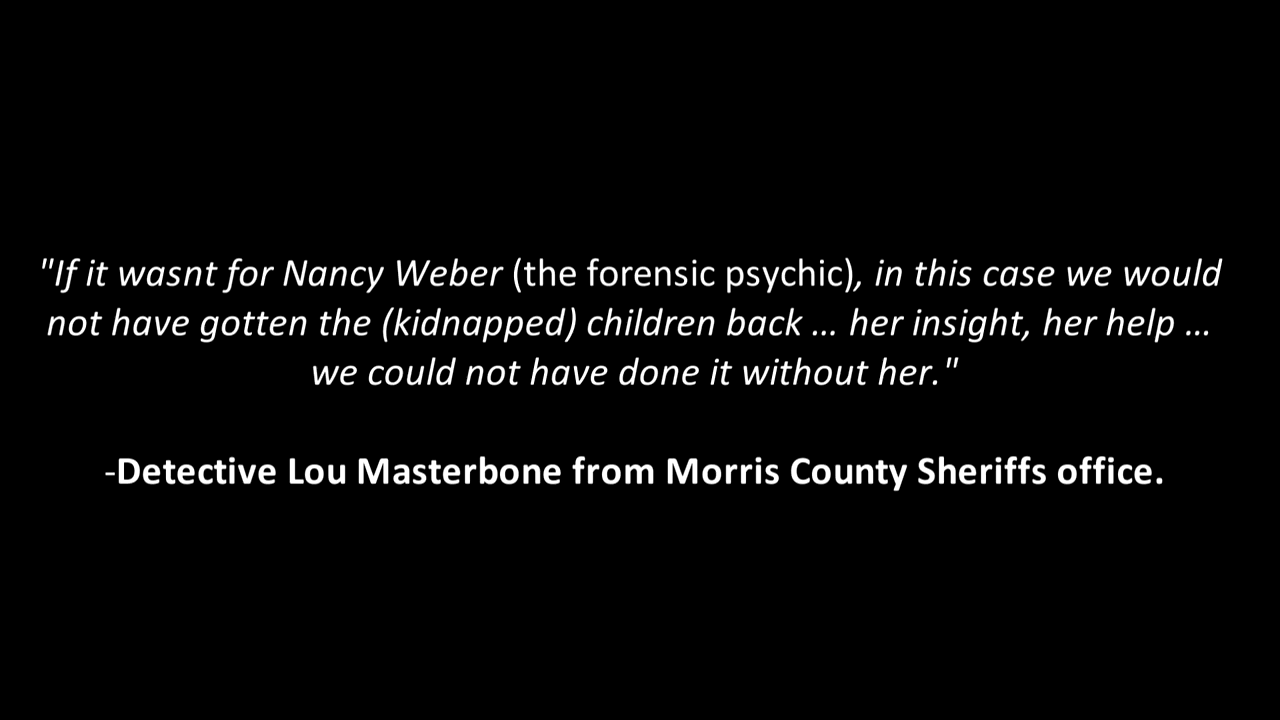 "If it wasnt for Nancy Weber (the forensic psychic), in this case we would
not have gotten the (kidnapped) children back ... her insight, her help ...
we could not have done it without her."
-Detective Lou Masterbone from Morris County Sheriffs office.